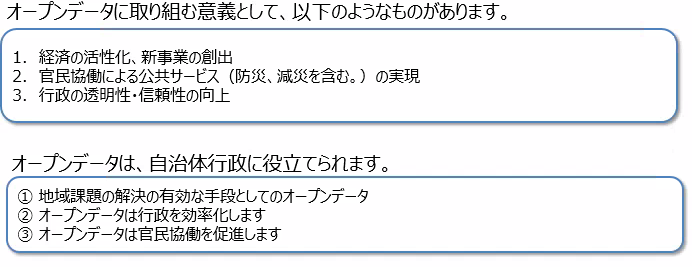 オープンデータに取り組む意義として、以下のようなものがあります。
1. 経済の活性化、新事業の創出
2. 官民協働による公共サービス（防災、減災を含む。）の実現
3. 行政の透明性・信頼性の向上
オープンデータは、自治体行政に役立てられます。
① 地域課題の解決の有効な手段としてのオープンデータ
② オープンデータは行政を効率化します
③ オープンデータは官民協働を促進します